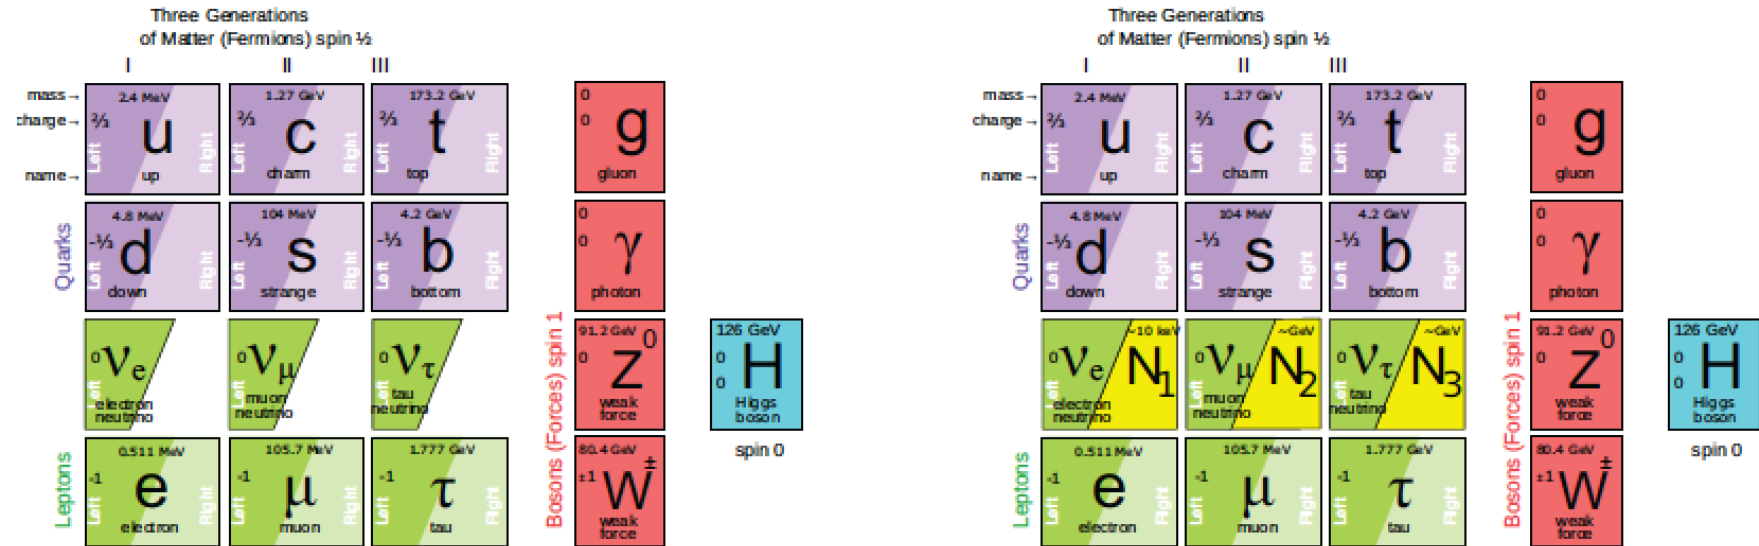 Three Generations
of Matter (Fermions) spin ½
I II III
mass→ 2.4 MeV 1.27 GeV 173.2 GeV 0
charge→ ⅔ u ⅔ c ⅔ t 0 g
Left Right Left Right Left Right
name→ up charm top gluon
Quarks
4.8 MeV 104 MeV 4.2 GeV 0
-⅓ d -⅓ s -⅓ b 0 γ
Left Right Left Right Left Right
down strange bottom photon
Bosons (Forces) spin 1
91.2 GeV 126 GeV
0 νe 0 νμ 0 ντ 0 Z0 0 H
0
Left Left Left
electron neutrino muon neutrino tau neutrino weak force Higgs boson
spin 0
Leptons
0.511 MeV 105.7 MeV 1.777 GeV 80.4 GeV
-1 e -1 μ -1 τ ±1 W±
Left Right Left Right Left Right
electron muon tau weak force
Three Generations
of Matter (Fermions) spin ½
I II III
mass→ 2.4 MeV 1.27 GeV 173.2 GeV 0
charge→ ⅔ u ⅔ c ⅔ t 0 g
Left Right Left Right Left Right
name→ up charm top gluon
Quarks
4.8 MeV 104 MeV 4.2 GeV 0
-⅓ d -⅓ s -⅓ b 0 γ
Left Right Left Right Left Right
down strange bottom photon
Bosons (Forces) spin 1
~10 keV ~GeV ~GeV 91.2 GeV 126 GeV
0 νe N1 0 νμ N2 0 ντ N3 0 Z0 0 H
0
Left Left Left
electron neutrino muon neutrino tau neutrino weak force Higgs boson
spin 0
Leptons
0.511 MeV 105.7 MeV 1.777 GeV 80.4 GeV
-1 e -1 μ -1 τ ±1 W±
Left Right Left Right Left Right
electron muon tau weak force